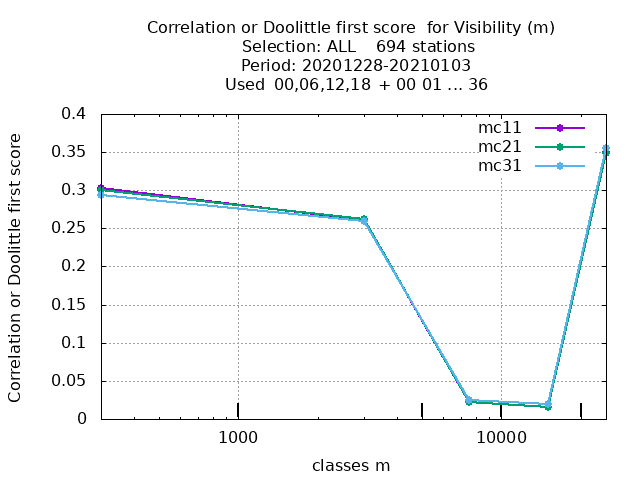 Correlation or Doolittle first score  for Visibility (m)
Selection: ALL    694 stations
Period: 20201228-20210103
Used  00,06,12,18  + 00 01 ... 36
mc11
mc21
mc31
Correlation or Doolittle first score
0.4
0.35
0.3
0.25
0.2
0.15
0.1
0.05
0
1000
10000
classes m